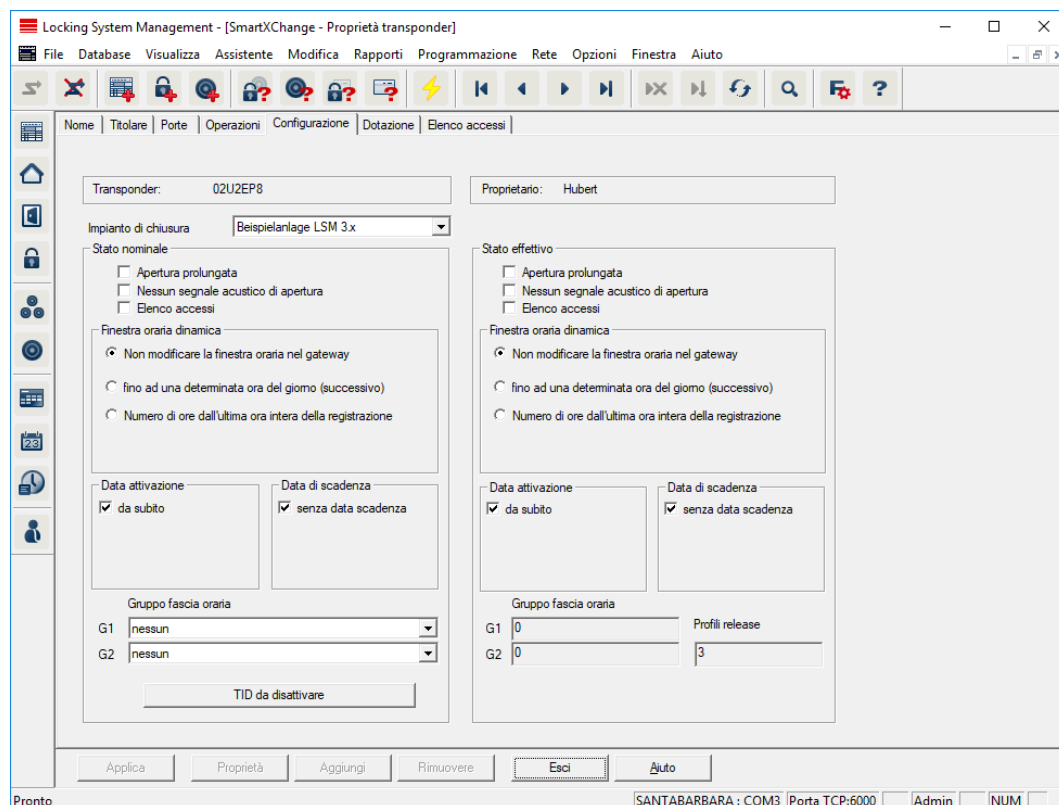 Locking System Management - [SmartXChange - Proprietà transponder]
File Database Visualizza Assistente Modifica Rapporti Programmazione Rete Opzioni Finestra Aiuto
Nome Titolare Porte Operazioni Configurazione Dotazione Elenco accessi
Transponder: 02U2EP8 Proprietario: Hubert
Impianto di chiusura Beispielanlage LSM 3.x
Stato nominale
Apertura prolungata
Nessun segnale acustico di apertura
Elenco accessi
Finestra oraria dinamica
Non modificare la finestra oraria nel gateway
fino ad una determinata ora del giorno (successivo)
Numero di ore dall'ultima ora intera della registrazione
Data attivazione
da subito
Data di scadenza
senza data scadenza
Gruppo fascia oraria
G1 nessun
G2 nessun
TID da disattivare
Stato effettivo
Apertura prolungata
Nessun segnale acustico di apertura
Elenco accessi
Finestra oraria dinamica
Non modificare la finestra oraria nel gateway
fino ad una determinata ora del giorno (successivo)
Numero di ore dall'ultima ora intera della registrazione
Data attivazione
da subito
Data di scadenza
senza data scadenza
Gruppo fascia oraria
G1 0
G2 0
Profili release
3
Applica Proprietà Aggiungi Rimuovere Esci Aiuto
Pronto SANTABARBARA : COM3 Porta TCP:6000 Admin NUM